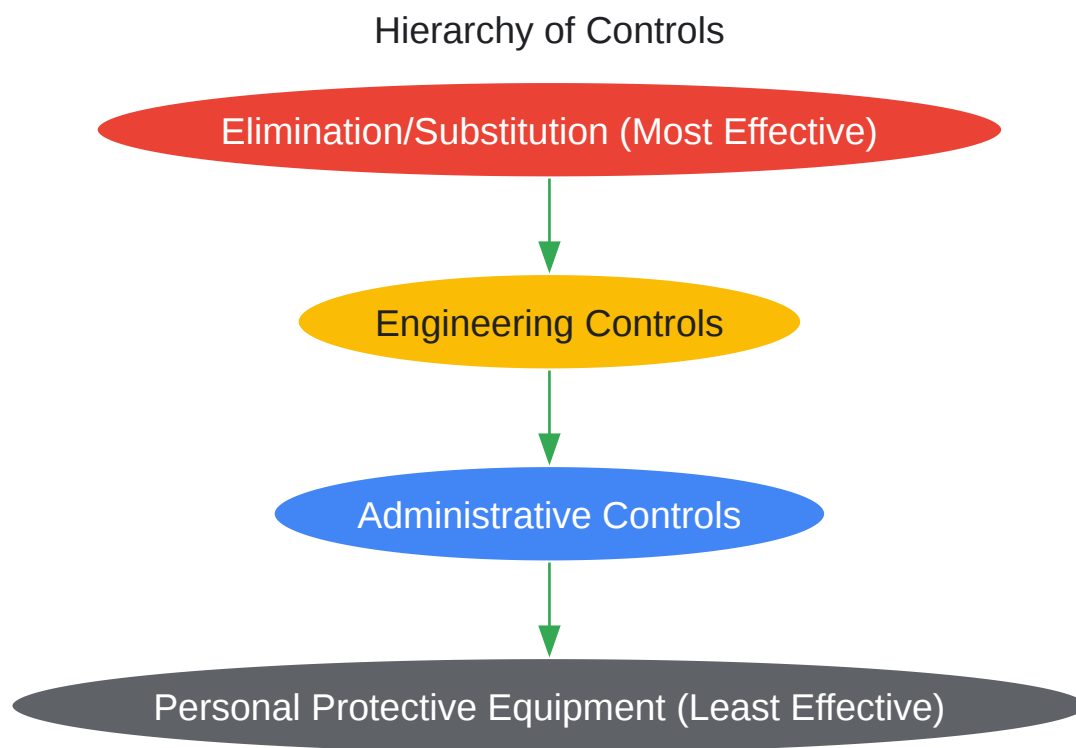 Hierarchy of Controls
Elimination/Substitution (Most Effective)
Engineering Controls
Administrative Controls
Personal Protective Equipment (Least Effective)